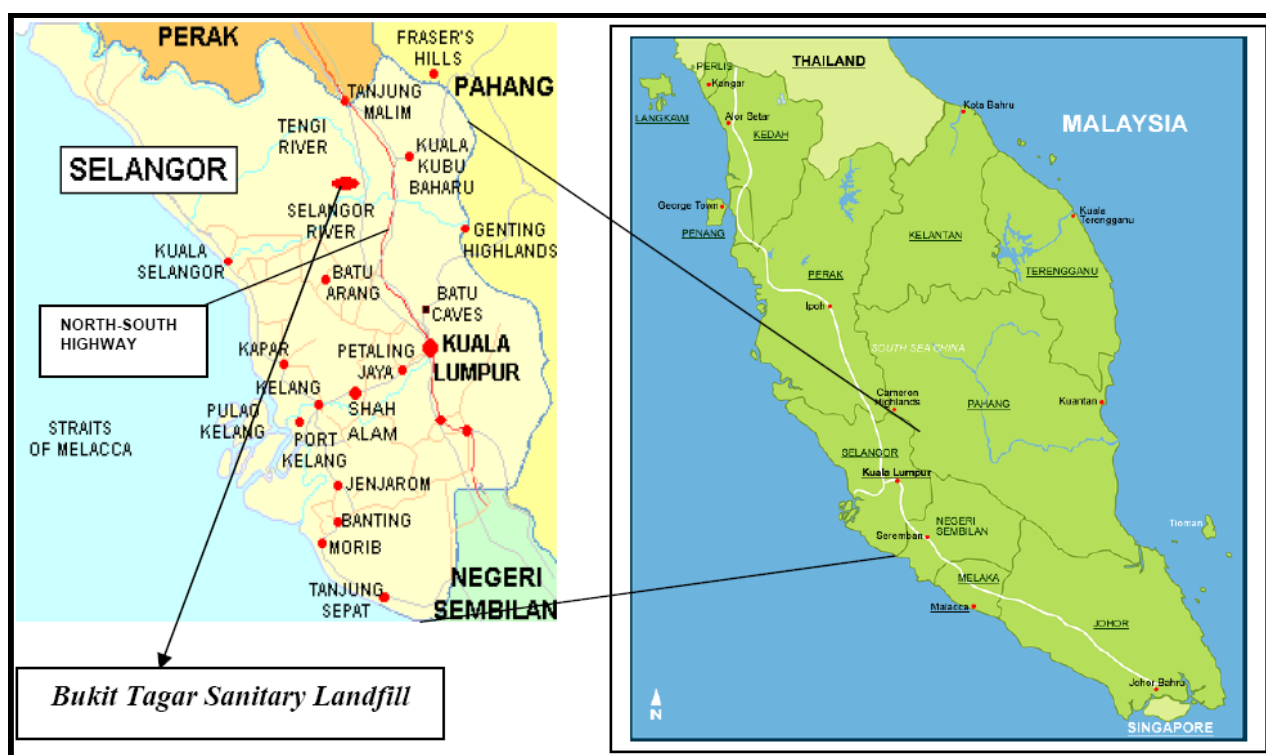 PERAK
FRASER'S
HILLS
PAHANG
TANJUNG
MALIM
TENGI
RIVER
KUALA
KUBU
BAHARU
SELANGOR
SELANGOR
RIVER
GENTING
HIGHLANDS
KUALA
SELANGOR
BATU
ARANG
BATU
CAVES
NORTH-SOUTH
HIGHWAY
KAPAR
PETALING
JAYA
KUALA
LUMPUR
KELANG
SHAH
ALAM
PULAO
KELANG
STRAITS
OF MELACCA
PORT
KELANG
JENJAROM
BANTING
MORIB
NEGERI
SEMBILAN
TANJUNG
SEPAT
Bukit Tagar Sanitary Landfill
THAILAND
PERLIS
Kangar
LANGKAWI
Alor Setar
KEDAH
Kota Bahru
MALAYSIA
George Town
PENANG
Kuala
Terengganu
KELANTAN
TERENGGANU
PERAK
Ipoh
SOUTH SEA CHINA
Cameron
Highlands
PAHANG
Kuantan
SELANGOR
Kuala Lumpur
NEGERI
SEMBILAN
Seremban
Tioman
MELAKA
Malacca
JOHOR
Johor Bahru
N
SINGAPORE